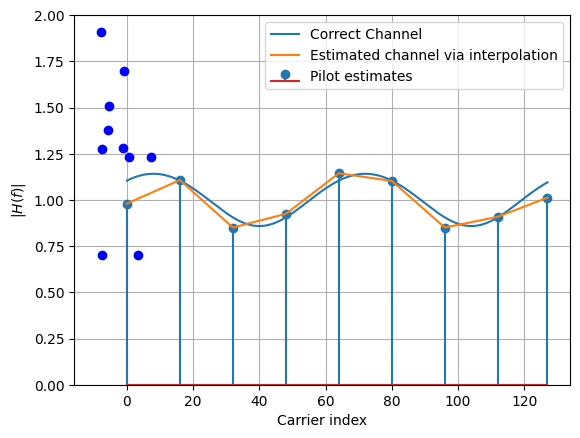 2.00
1.75
1.50
1.25
1.00
0.75
0.50
0.25
0.00
|H(f)|
Correct Channel
Estimated channel via interpolation
Pilot estimates
0 20 40 60 80 100 120
Carrier index